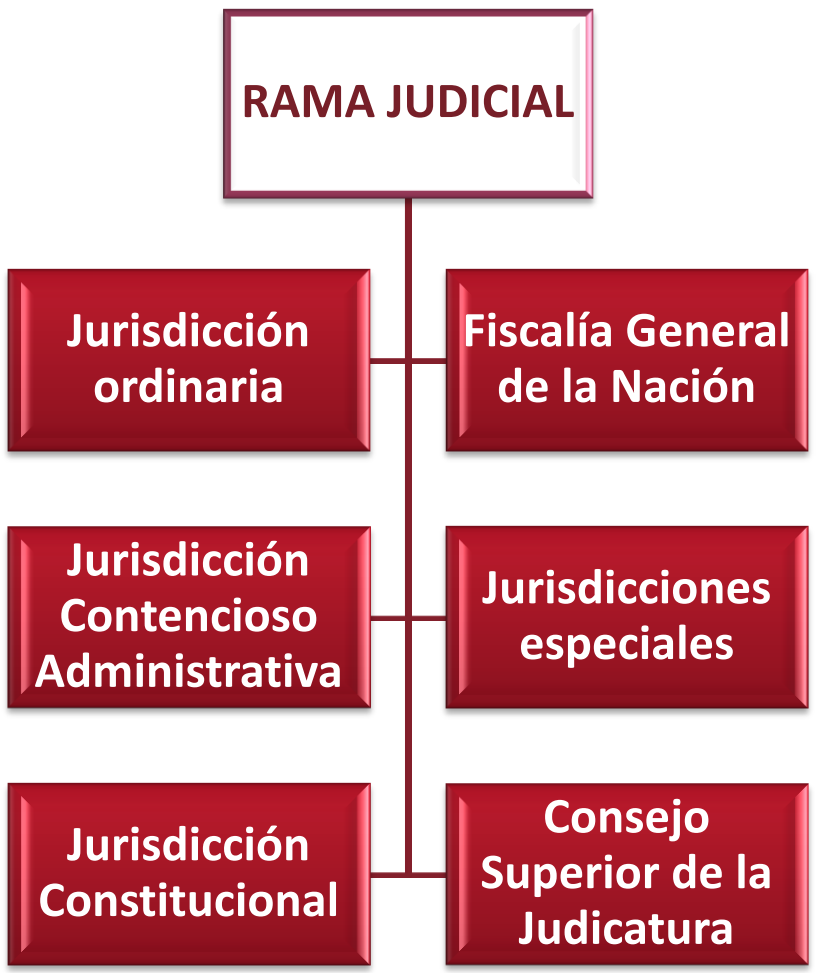 RAMA JUDICIAL
Jurisdicción
ordinaria
Fiscalía General
de la Nación
Jurisdicción
Contencioso
Administrativa
Jurisdicciones
especiales
Jurisdicción
Constitucional
Consejo
Superior de la
Judicatura